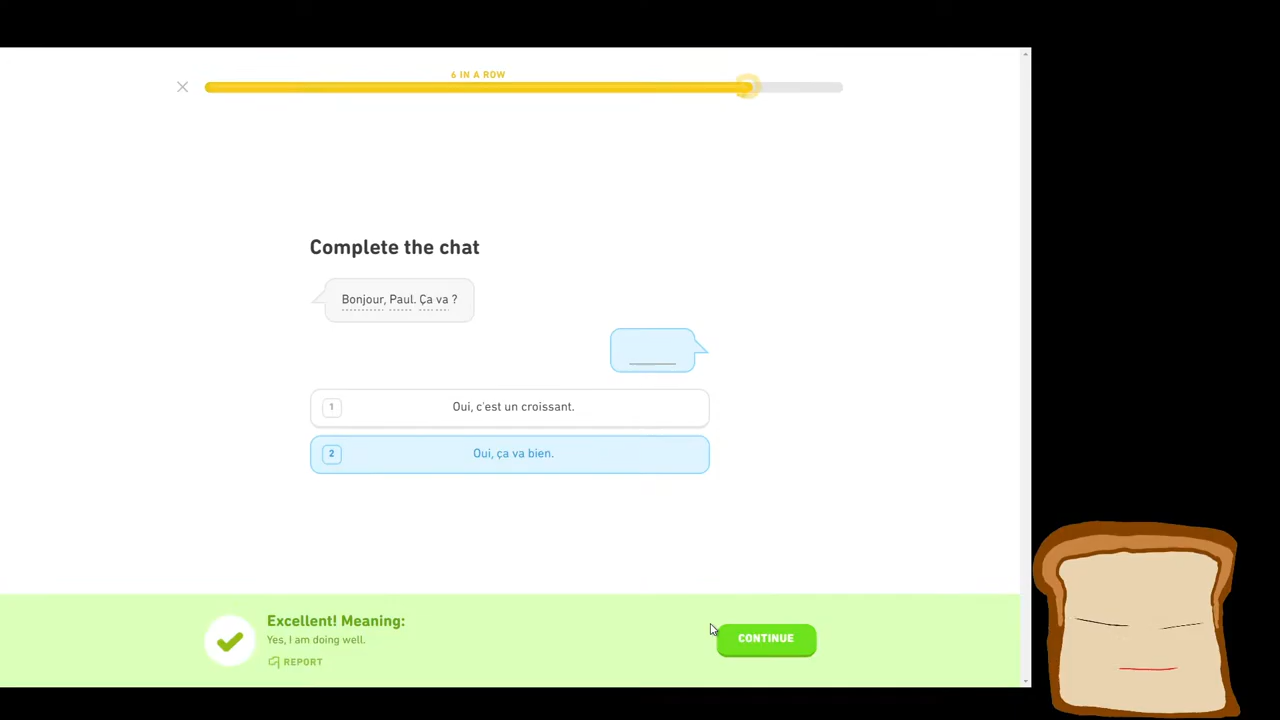 6 IN A ROW
Complete the chat
Bonjour, Paul. Ça va ?
1 Oui, c'est un croissant.
2 Oui, ça va bien.
Excellent! Meaning:
Yes, I am doing well.
REPORT
CONTINUE